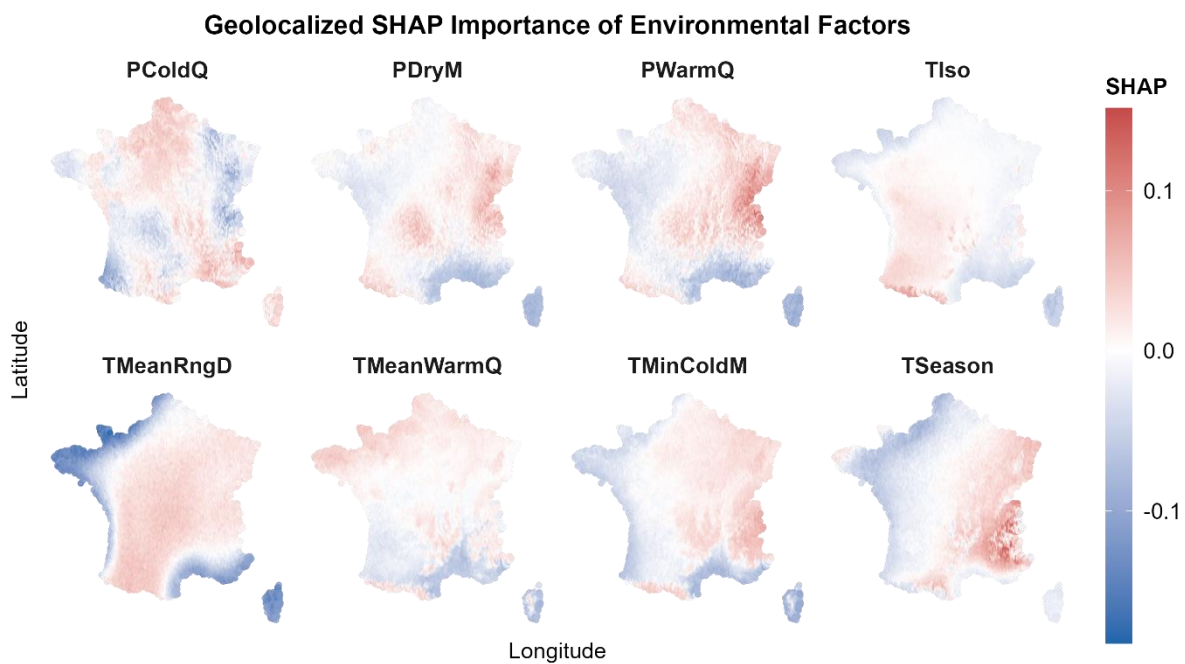 Geolocalized SHAP Importance of Environmental Factors
PColdQ
PDryM
PWarmQ
TIso
SHAP
0.1
0.0
-0.1
TMeanRngD
TMeanWarmQ
TMinColdM
TSeason
Latitude
Longitude